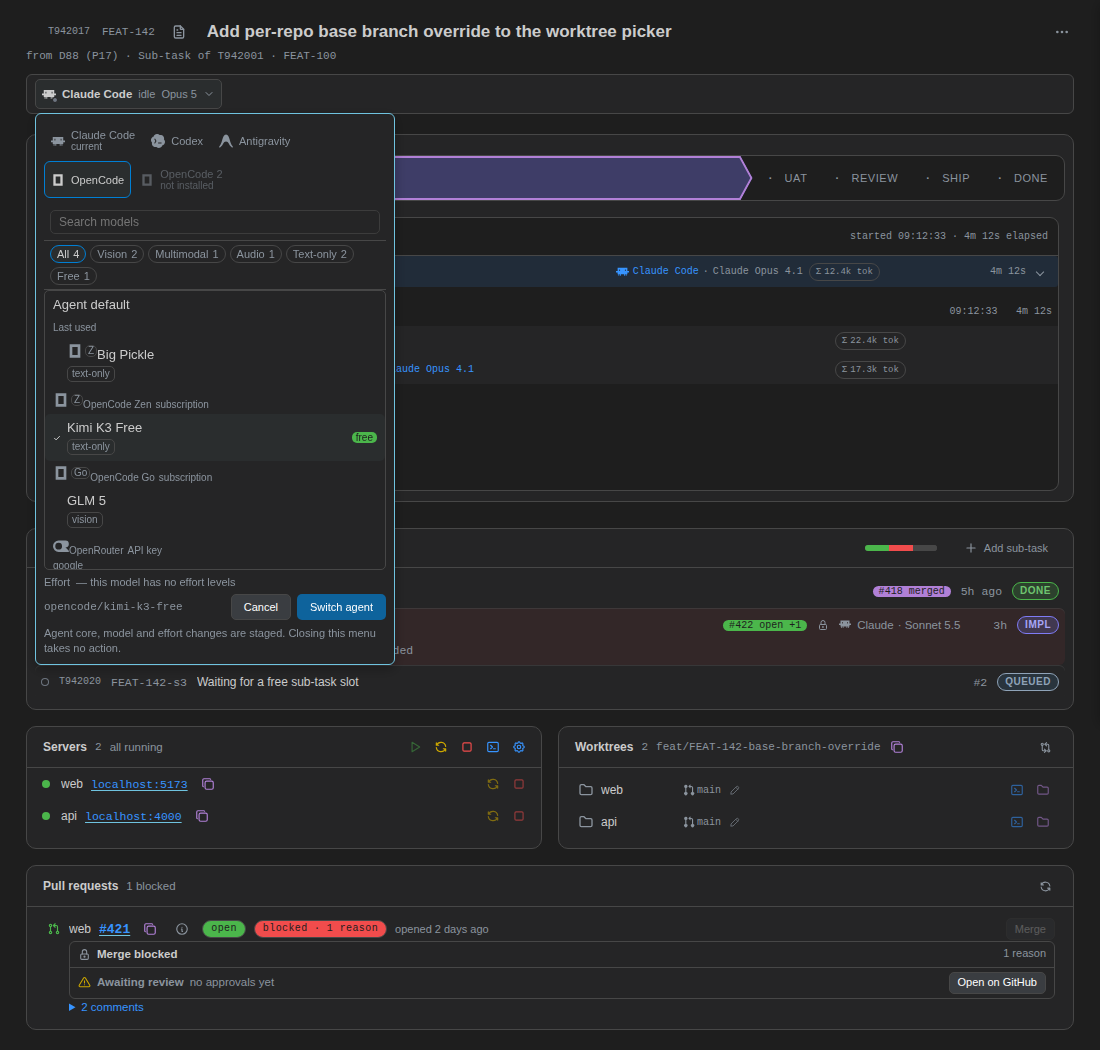 T942017 FEAT-142 Add per-repo base branch override to the worktree picker
from D88 (P17) · Sub-task of T942001 · FEAT-100
Claude Code idle Opus 5
Claude Code
current
Codex
Antigravity
OpenCode
OpenCode 2
not installed
Search models
All 4 Vision 2 Multimodal 1 Audio 1 Text-only 2
Free 1
Agent default
Last used
Z Big Pickle
text-only
Z OpenCode Zen subscription
Kimi K3 Free
text-only
free
Go OpenCode Go subscription
GLM 5
vision
OpenRouter API key
google
Effort — this model has no effort levels
opencode/kimi-k3-free Cancel Switch agent
Agent core, model and effort changes are staged. Closing this menu
takes no action.
· UAT · REVIEW · SHIP · DONE
started 09:12:33 · 4m 12s elapsed
Claude Code · Claude Opus 4.1 Σ 12.4k tok 4m 12s
09:12:33 4m 12s
Σ 22.4k tok
aude Opus 4.1 Σ 17.3k tok
Add sub-task
#418 merged 5h ago DONE
#422 open +1 Claude · Sonnet 5.5 3h IMPL
ded
T942020 FEAT-142-s3 Waiting for a free sub-task slot #2 QUEUED
Servers 2 all running
web localhost:5173
api localhost:4000
Worktrees 2 feat/FEAT-142-base-branch-override
web main
api main
Pull requests 1 blocked
web #421 open blocked · 1 reason opened 2 days ago Merge
Merge blocked 1 reason
Awaiting review no approvals yet Open on GitHub
2 comments